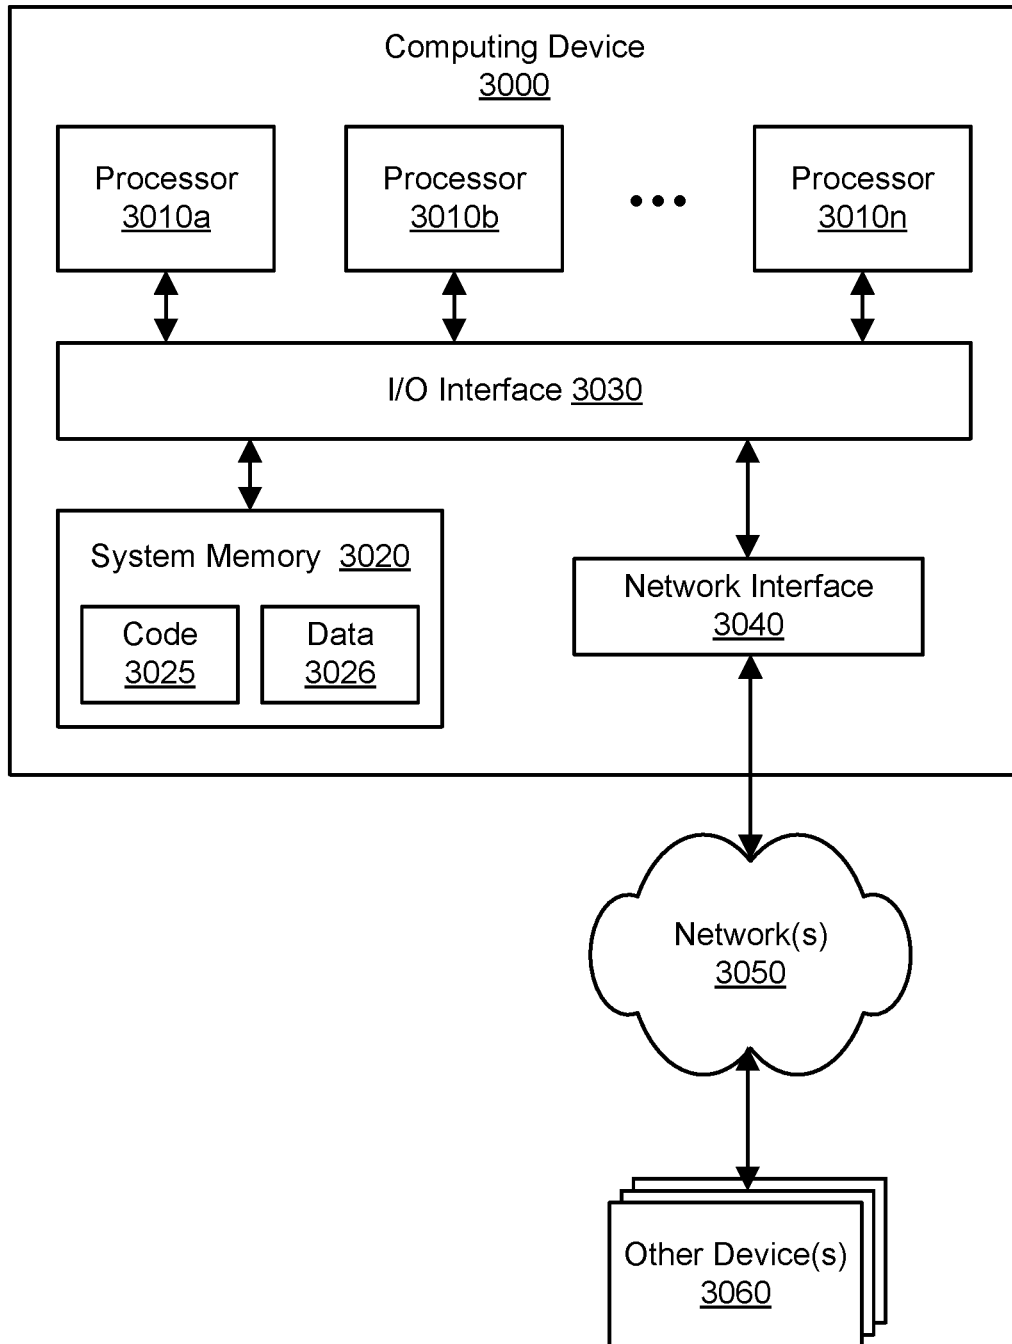 Computing Device
3000
Processor
3010a
Processor
3010b
Processor
3010n
I/O Interface 3030
System Memory 3020
Code
3025
Data
3026
Network Interface
3040
Network(s)
3050
Other Device(s)
3060